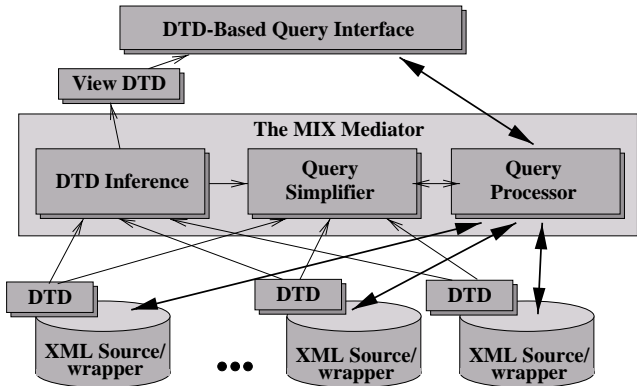 DTD-Based Query Interface
View DTD
The MIX Mediator
DTD Inference
Query
Simplifier
Query
Processor
DTD
DTD
DTD
XML Source/
wrapper
XML Source/
wrapper
XML Source/
wrapper